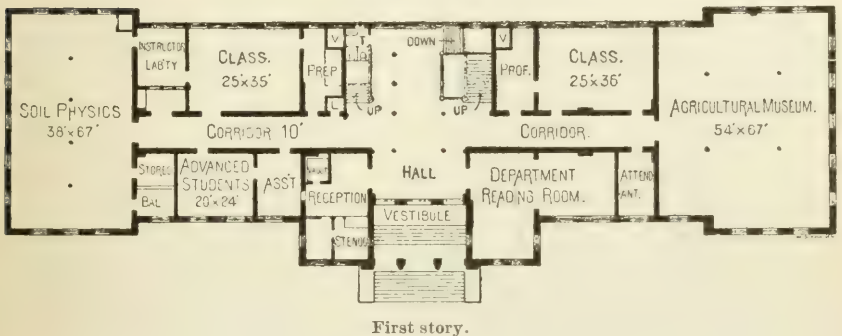 INSTRUCTOR
LAB'TY
CLASS.
25'x35'
PREP
V
T
DOWN
V
PROF.
CLASS.
25'x36'
SOIL PHYSICS
38'x67'
L
UP
UP
AGRICULTURAL MUSEUM.
54'x67'
CORRIDOR 10'
CORRIDOR.
STORES
BAL
ADVANCED
STUDENTS
20'x24'
ASS'T
VAULT
RECEPTION
STENOG
HALL
VESTIBULE
DEPARTMENT
READING ROOM.
ATTEND
ANT.
First story.